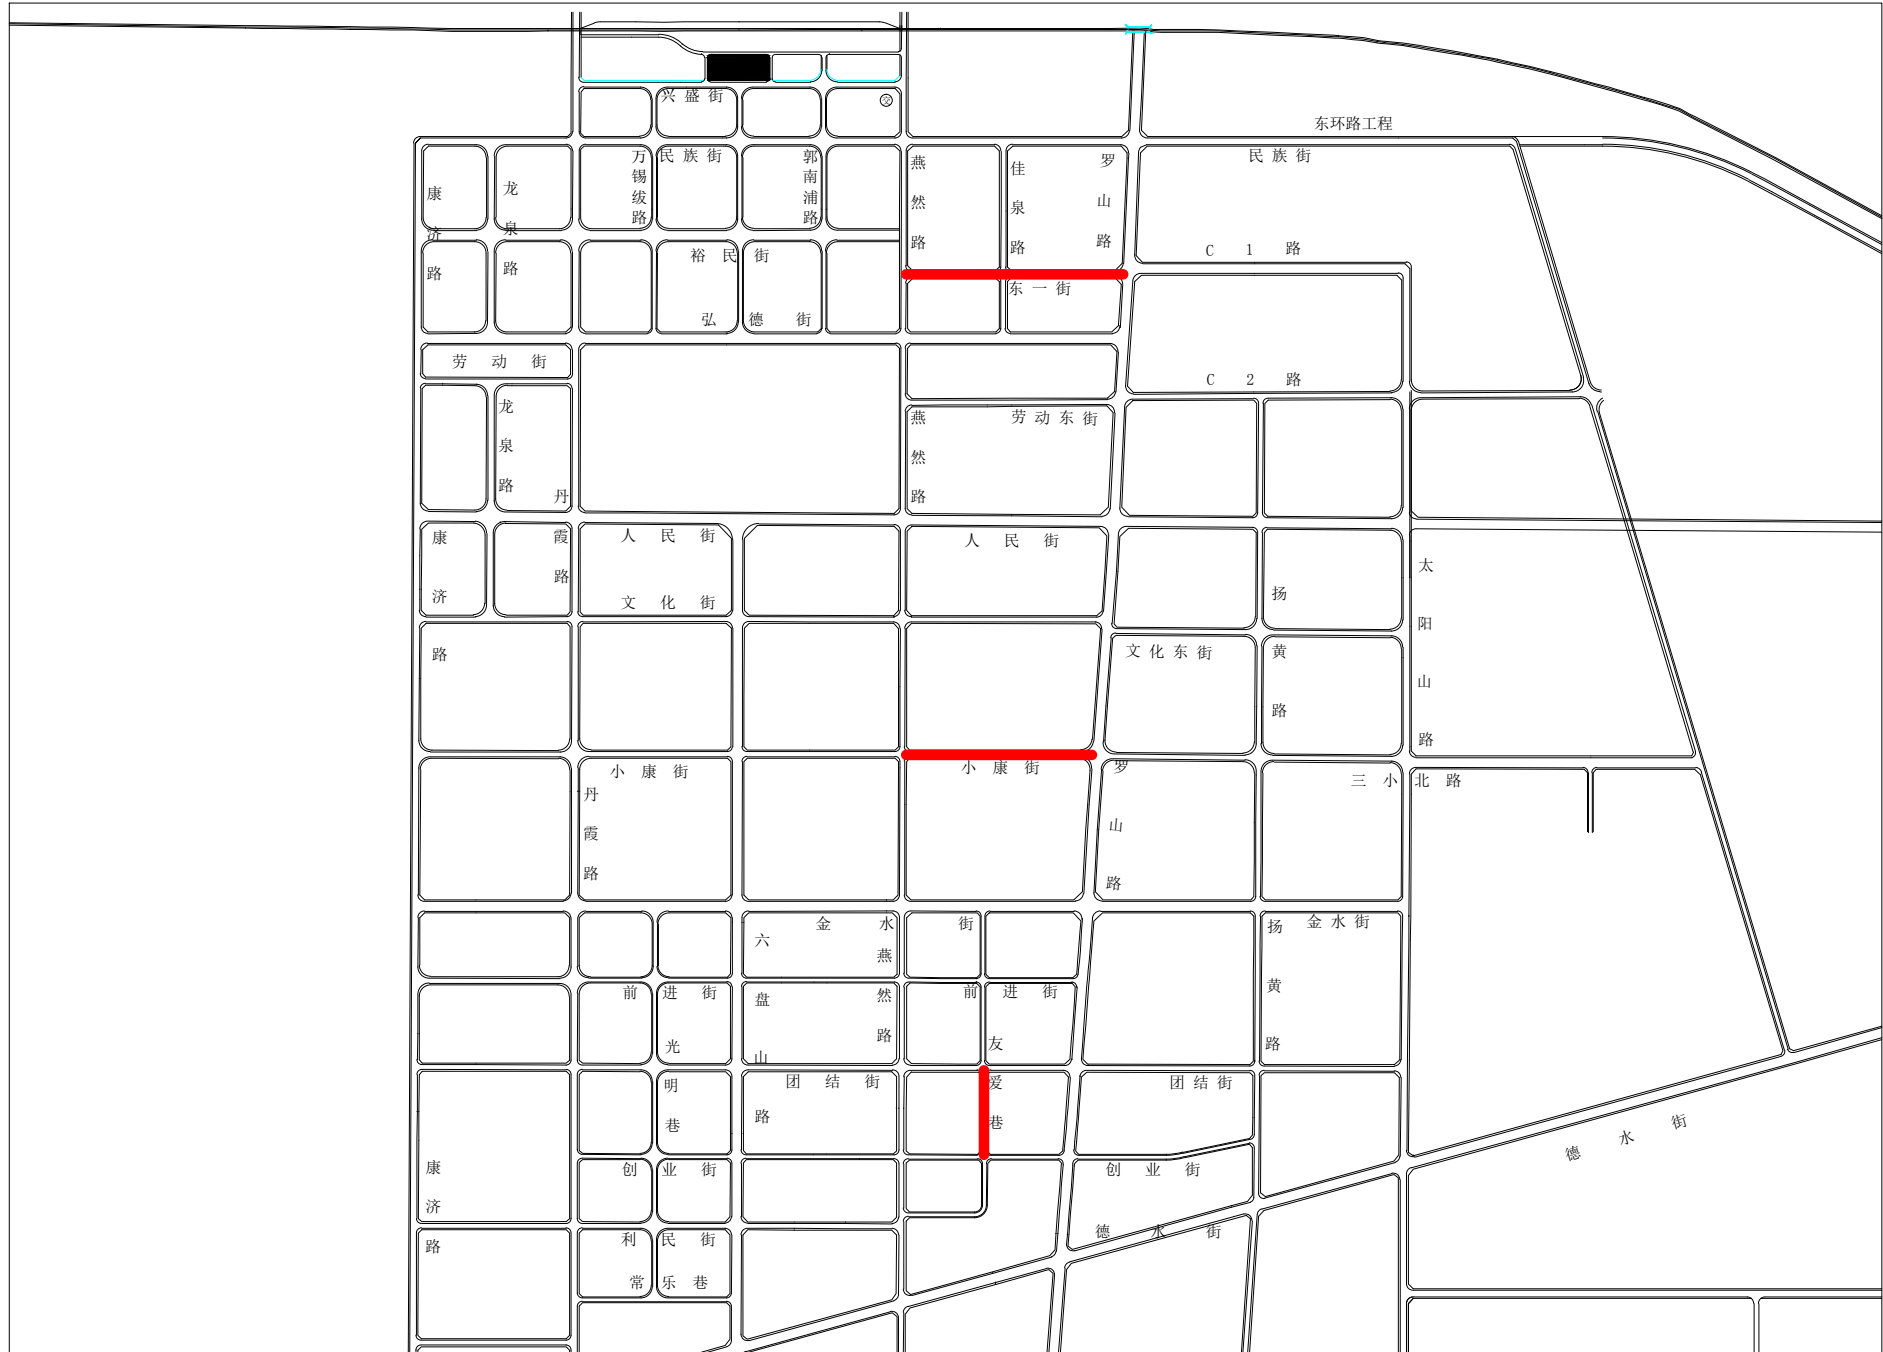 兴盛街
东环路工程
万锡绂路
民族街
郭南浦路
燕然路
佳泉路
罗山路
民族街
康济路
龙泉路
裕民街
C1路
东一街
弘德街
劳动街
C2路
龙泉路
燕然路
劳动东街
丹霞路
康济路
人民街
人民街
太阳山路
扬黄路
文化街
文化东街
小康街
小康街
罗山路
三小北路
丹霞路
金水街
金水街
扬黄路
六盘山路
燕然路
前进街
前进街
光明巷
友爱巷
团结街
团结街
德水街
康济路
创业街
创业街
德水街
利民街
常乐巷